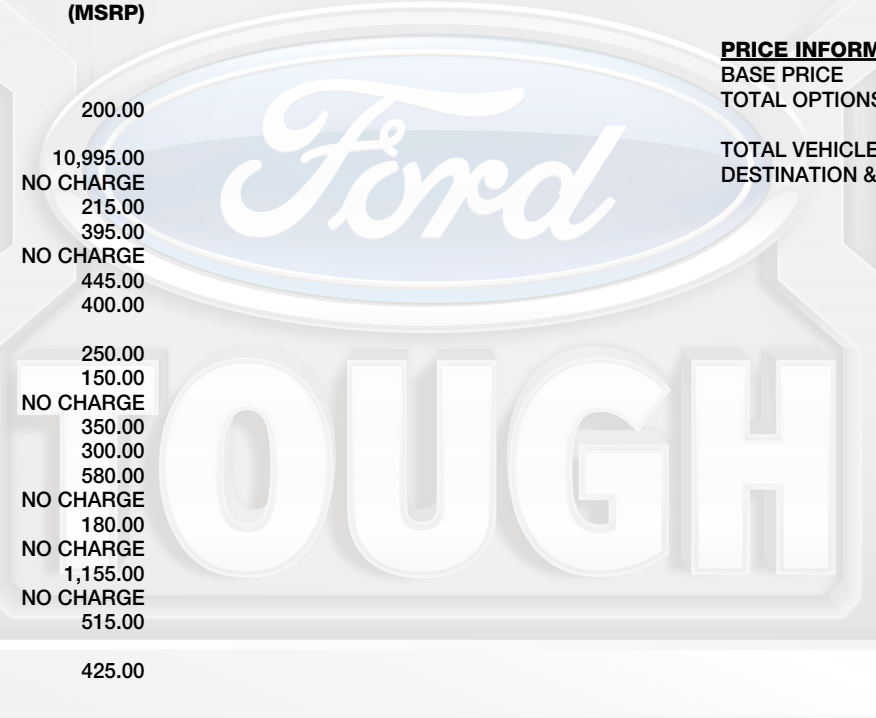 (MSRP)
200.00
10,995.00
NO CHARGE
215.00
395.00
NO CHARGE
445.00
400.00
250.00
150.00
NO CHARGE
350.00
300.00
580.00
NO CHARGE
180.00
NO CHARGE
1,155.00
NO CHARGE
515.00
425.00
PRICE INFORM
BASE PRICE
TOTAL OPTIONS
TOTAL VEHICLE
DESTINATION &
Ford
TOUGH